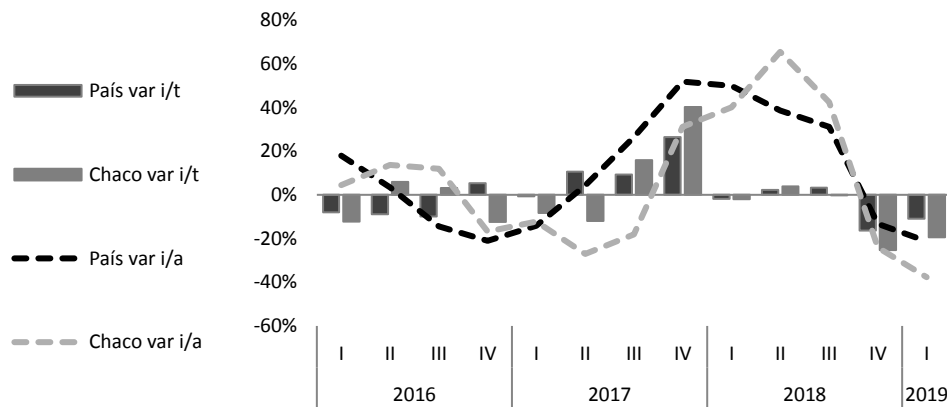 País var i/t
Chaco var i/t
País var i/a
Chaco var i/a
80%
60%
40%
20%
0%
-20%
-40%
-60%
I II III IV I II III IV I II III IV I
2016 2017 2018 2019